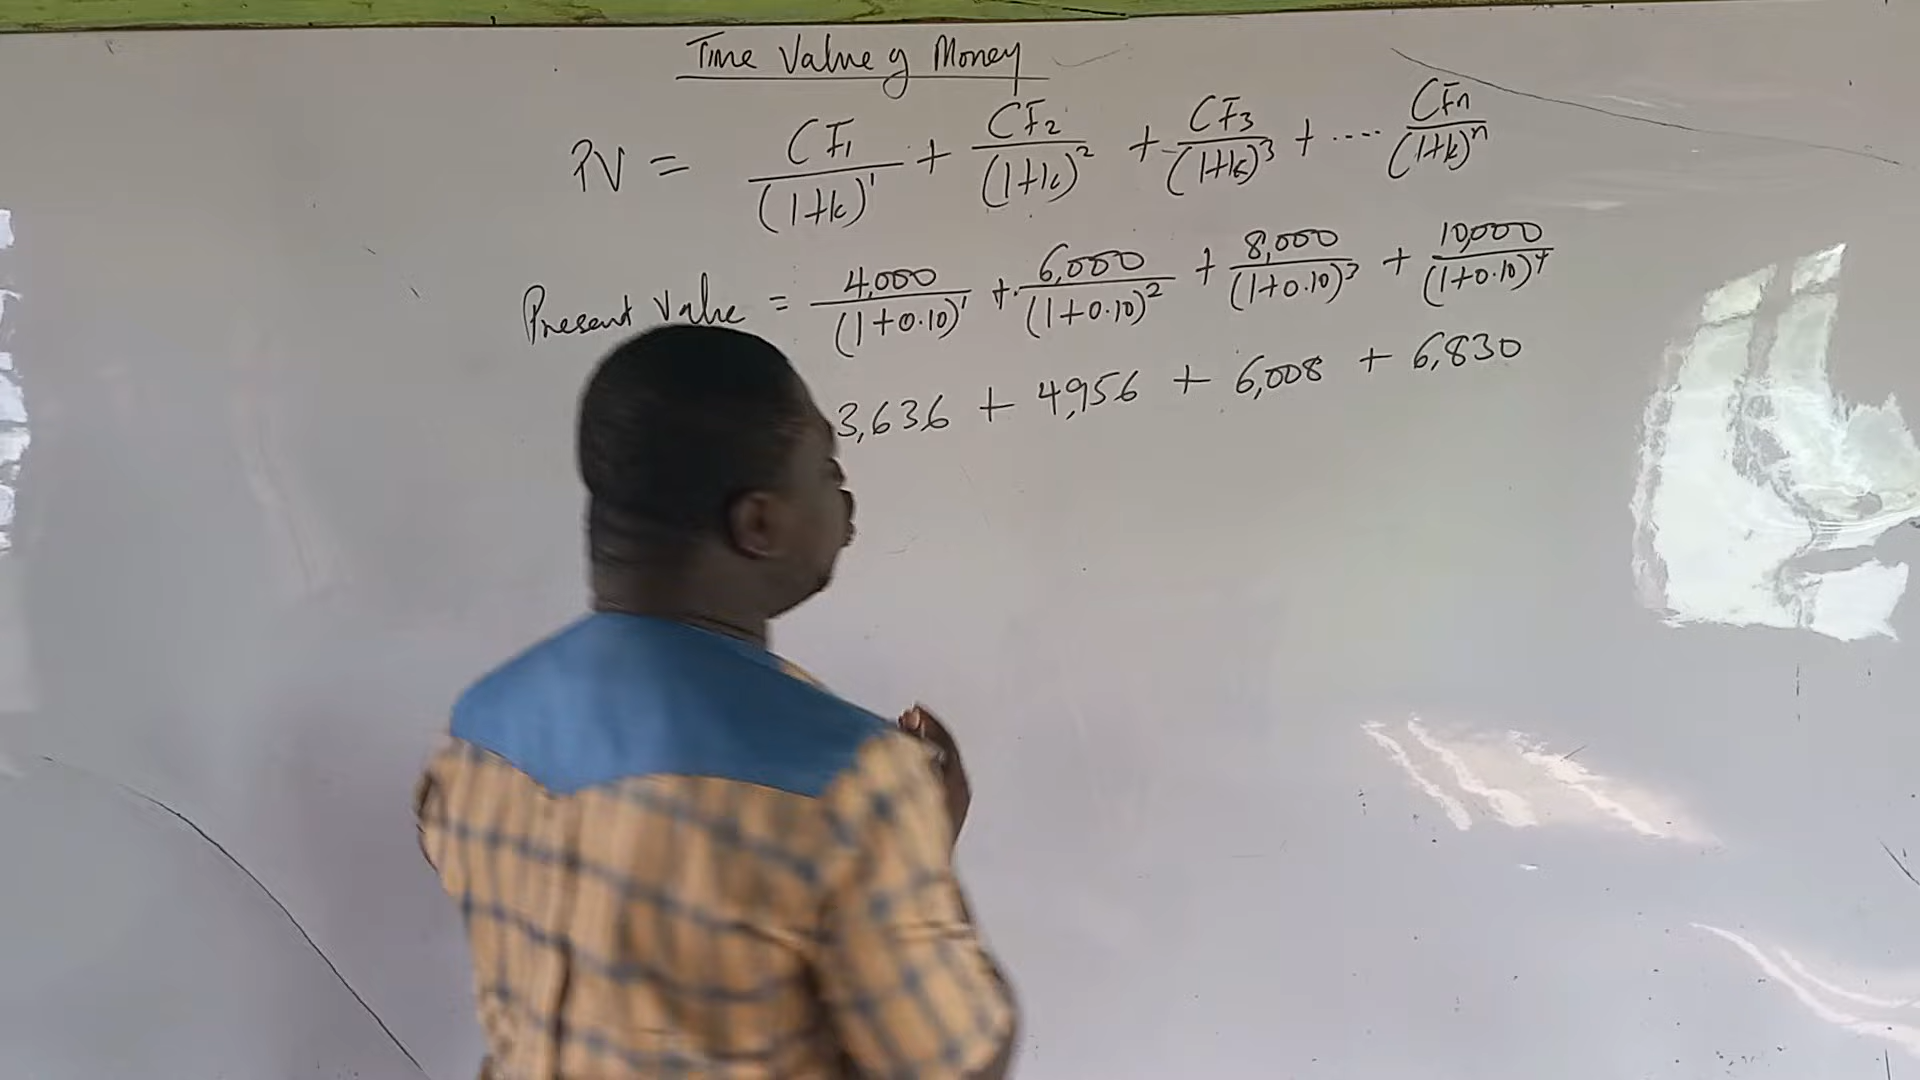 Time Value of Money
PV = CF1/(1+k)^1 + CF2/(1+k)^2 + CF3/(1+k)^3 + .... CFn/(1+k)^n
Present Value = 4,000/(1+0.10)^1 + 6,000/(1+0.10)^2 + 8,000/(1+0.10)^3 + 10,000/(1+0.10)^4
3,636 + 4,956 + 6,008 + 6,830